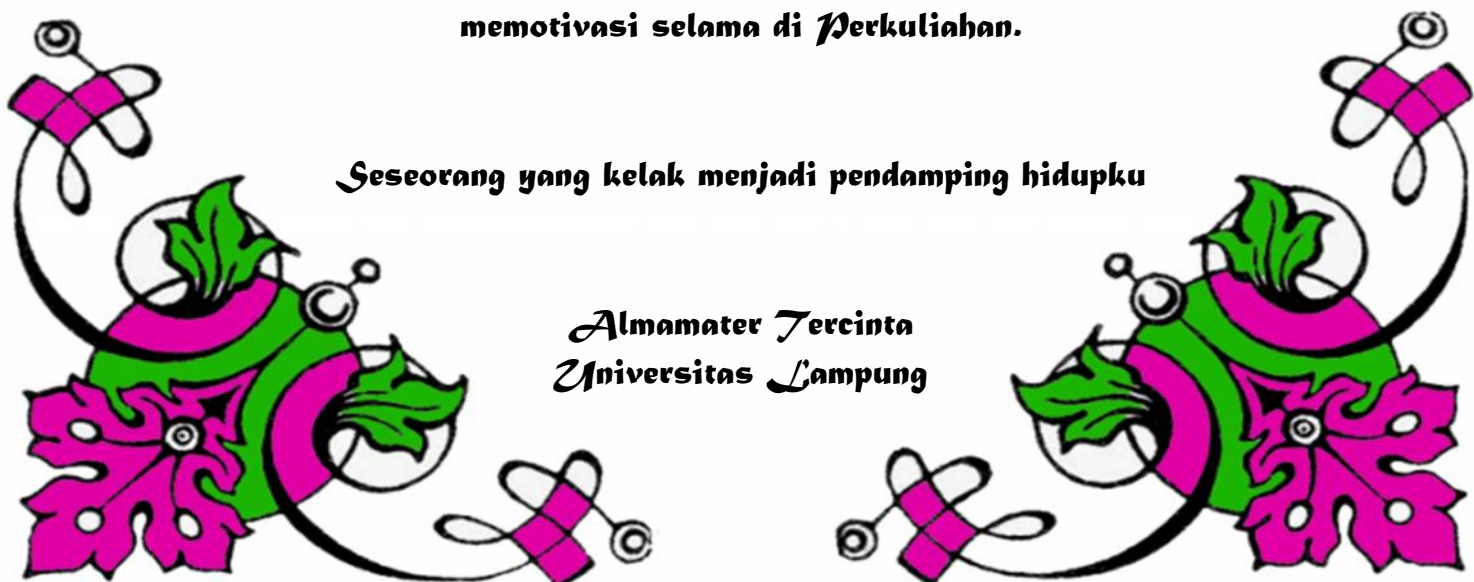 memotivasi selama di Perkuliahan.
Seseorang yang kelak menjadi pendamping hidupku
Almamater Tercinta
Universitas Lampung